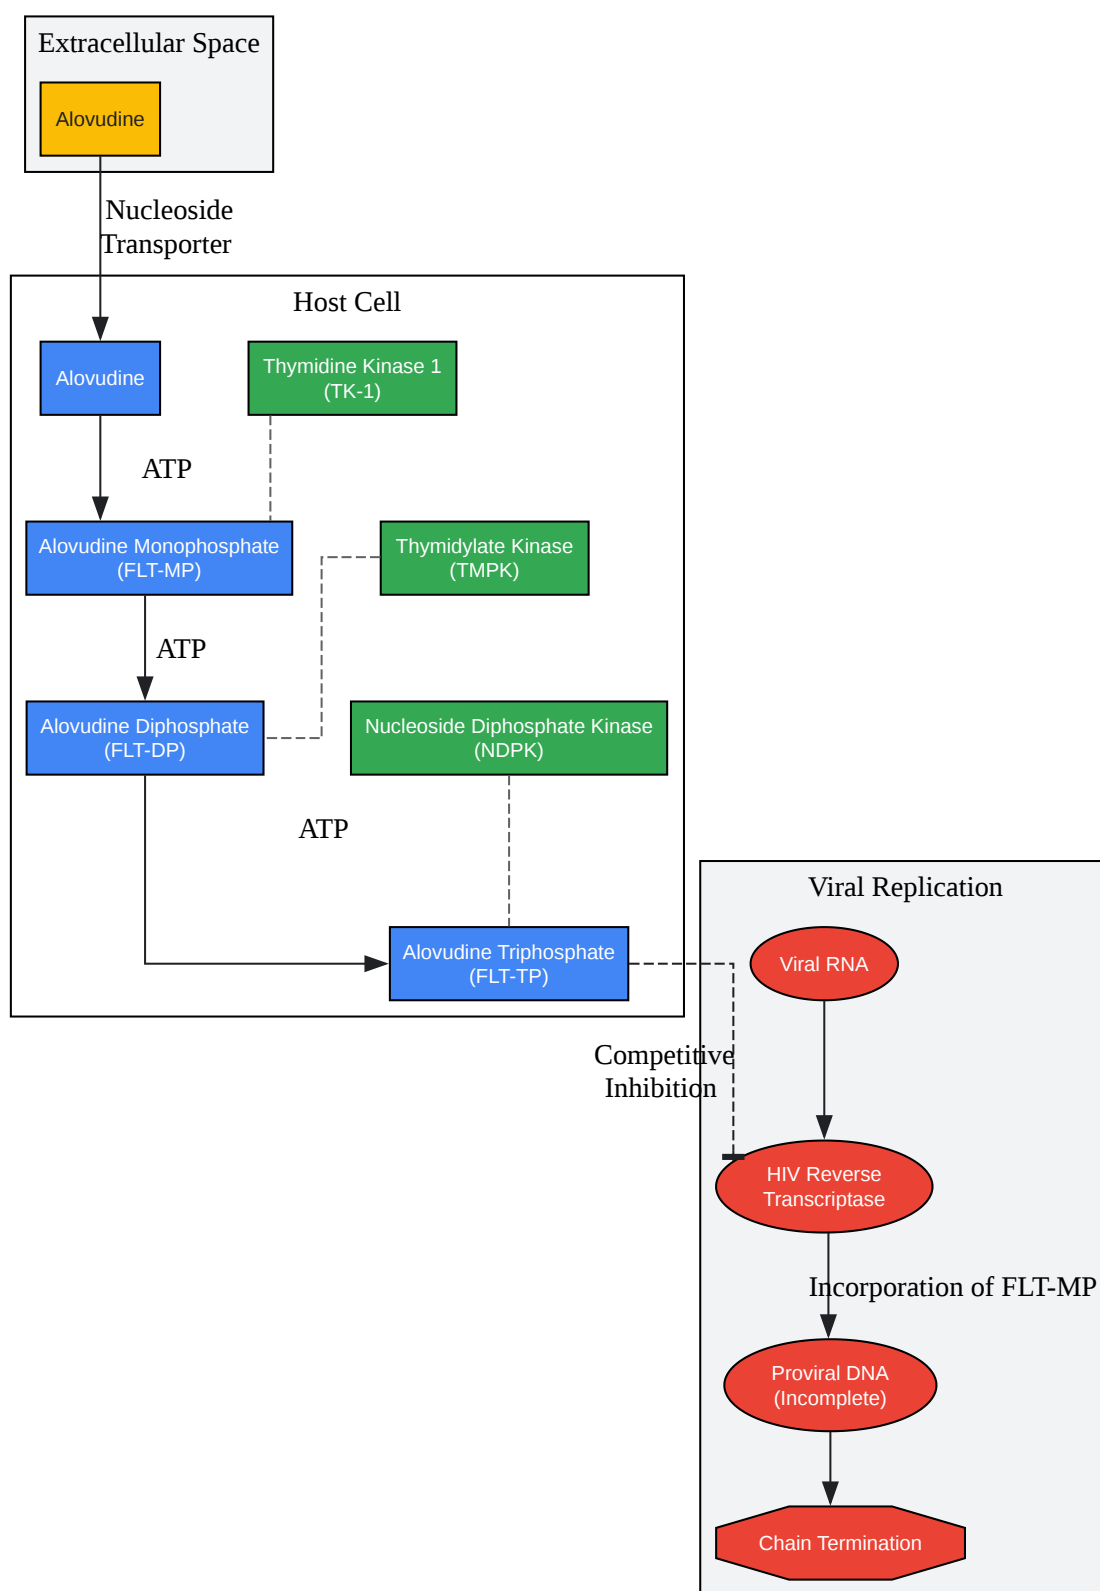 Extracellular Space
Alovudine
Nucleoside
Transporter
Host Cell
Alovudine
Thymidine Kinase 1
(TK-1)
ATP
Alovudine Monophosphate
(FLT-MP)
Thymidylate Kinase
(TMPK)
ATP
Alovudine Diphosphate
(FLT-DP)
Nucleoside Diphosphate Kinase
(NDPK)
ATP
Alovudine Triphosphate
(FLT-TP)
Viral Replication
Viral RNA
Competitive
Inhibition
HIV Reverse
Transcriptase
Incorporation of FLT-MP
Proviral DNA
(Incomplete)
Chain Termination